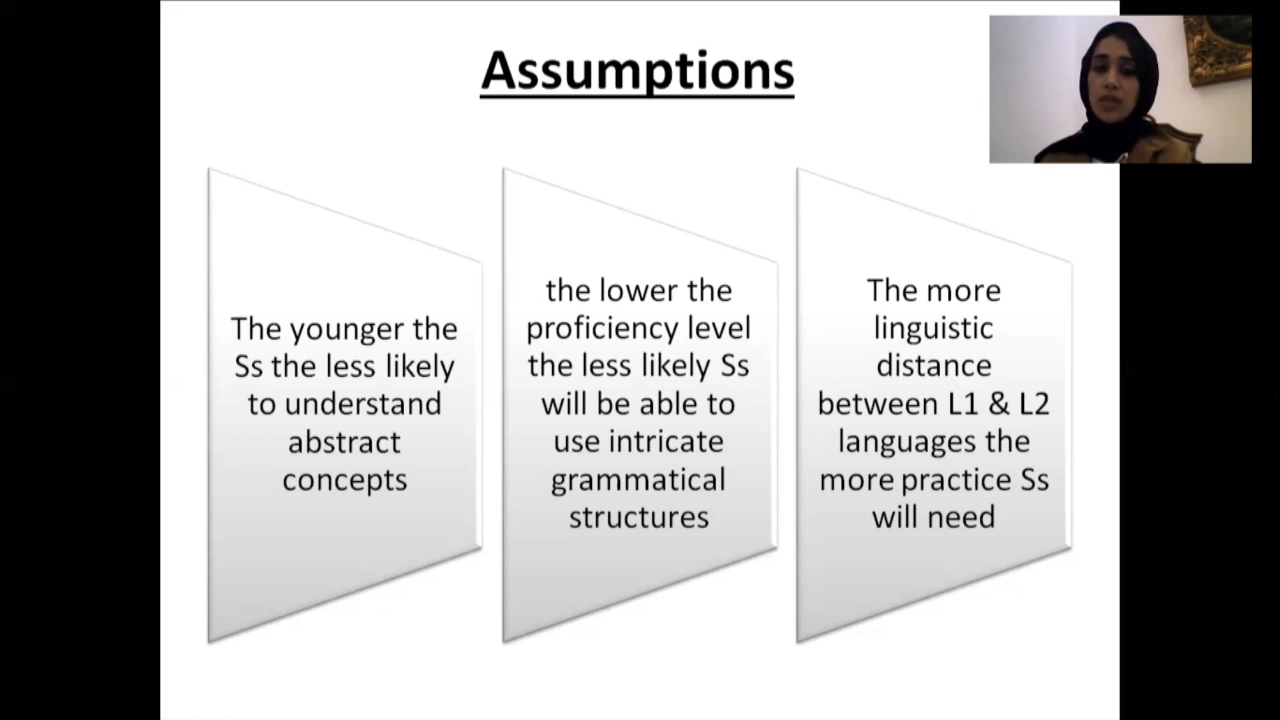 Assumptions
The younger the
Ss the less likely
to understand
abstract
concepts
the lower the
proficiency level
the less likely Ss
will be able to
use intricate
grammatical
structures
The more
linguistic
distance
between L1 & L2
languages the
more practice Ss
will need